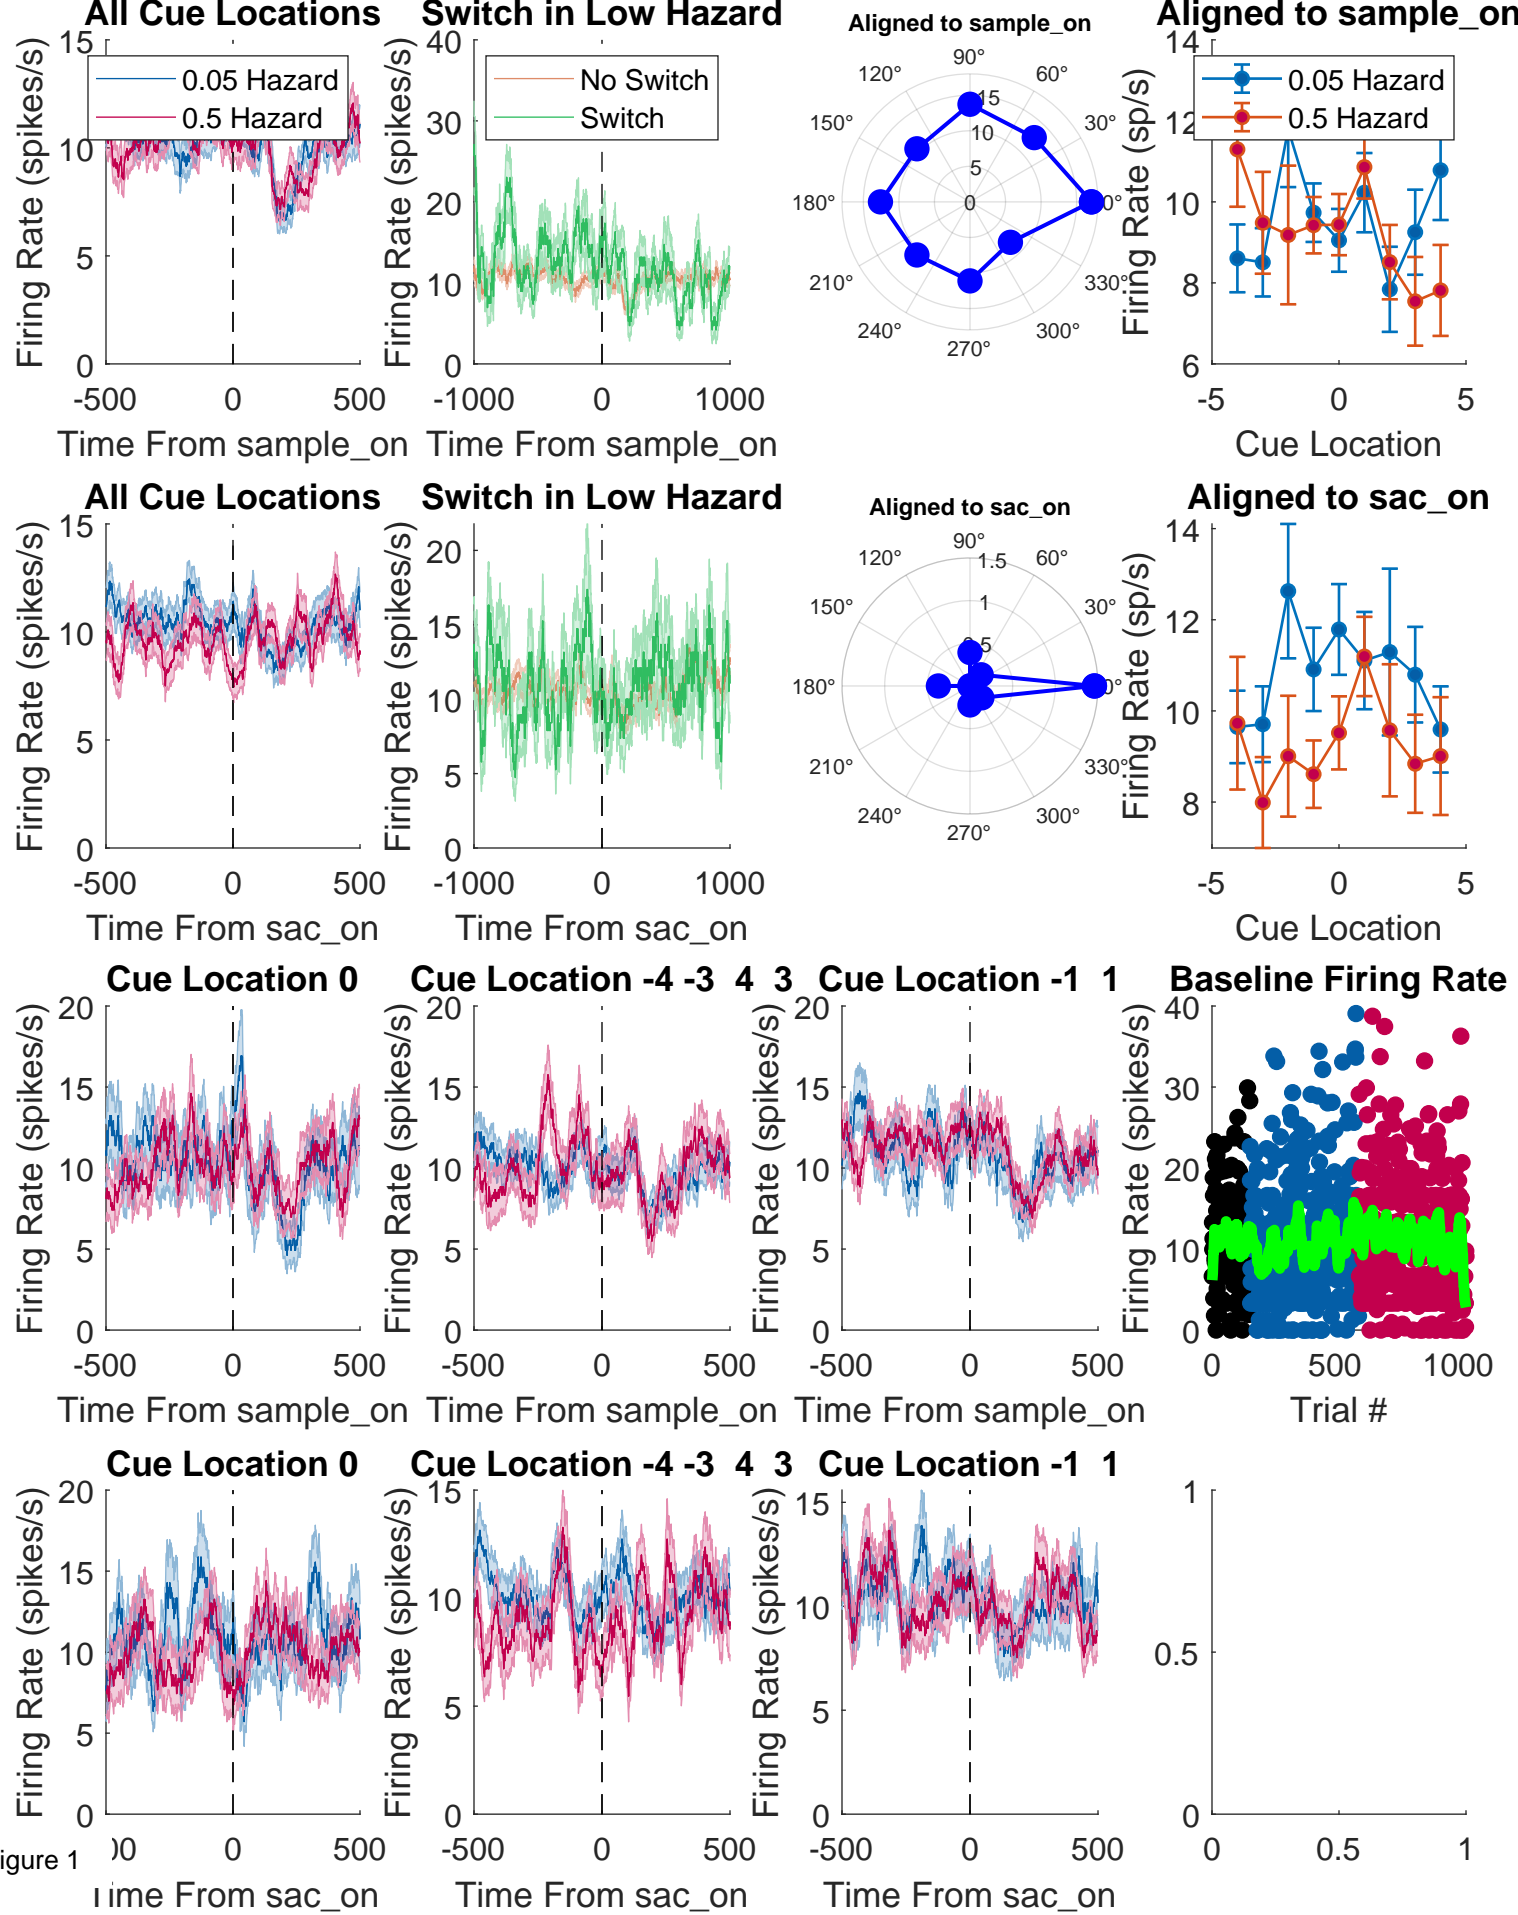 All Cue Locations
Switch in Low Hazard
Aligned to sample_on
Aligned to sample_on
0.05 Hazard
0.5 Hazard
No Switch
Switch
0.05 Hazard
0.5 Hazard
Firing Rate (spikes/s)
15
10
5
0
-500 0 500
Time From sample_on
Firing Rate (spikes/s)
40
30
20
10
0
-1000 0 1000
Time From sample_on
90°
120° 60°
150° 30°
180° 0°
210° 330°
240° 300°
270°
15
10
5
0
Firing Rate (sp/s)
14
12
10
8
6
-5 0 5
Cue Location
All Cue Locations
Switch in Low Hazard
Aligned to sac_on
Aligned to sac_on
Firing Rate (spikes/s)
15
10
5
0
-500 0 500
Time From sac_on
Firing Rate (spikes/s)
20
15
10
5
0
-1000 0 1000
Time From sac_on
90°
120° 60°
150° 30°
180° 0°
210° 330°
240° 300°
270°
1.5
1
Firing Rate (sp/s)
14
12
10
8
-5 0 5
Cue Location
Cue Location 0
Cue Location -4 -3 4 3
Cue Location -1 1
Baseline Firing Rate
Firing Rate (spikes/s)
20
15
10
5
0
-500 0 500
Time From sample_on
Firing Rate (spikes/s)
20
15
10
5
0
-500 0 500
Time From sample_on
Firing Rate (spikes/s)
20
15
10
5
0
-500 0 500
Time From sample_on
Firing Rate (spikes/s)
40
30
20
10
0
0 500 1000
Trial #
Cue Location 0
Cue Location -4 -3 4 3
Cue Location -1 1
Firing Rate (spikes/s)
20
15
10
5
0
00 0 500
Time From sac_on
Firing Rate (spikes/s)
15
10
5
0
-500 0 500
Time From sac_on
Firing Rate (spikes/s)
15
10
5
0
-500 0 500
Time From sac_on
1
0.5
0
0 0.5 1
igure 1